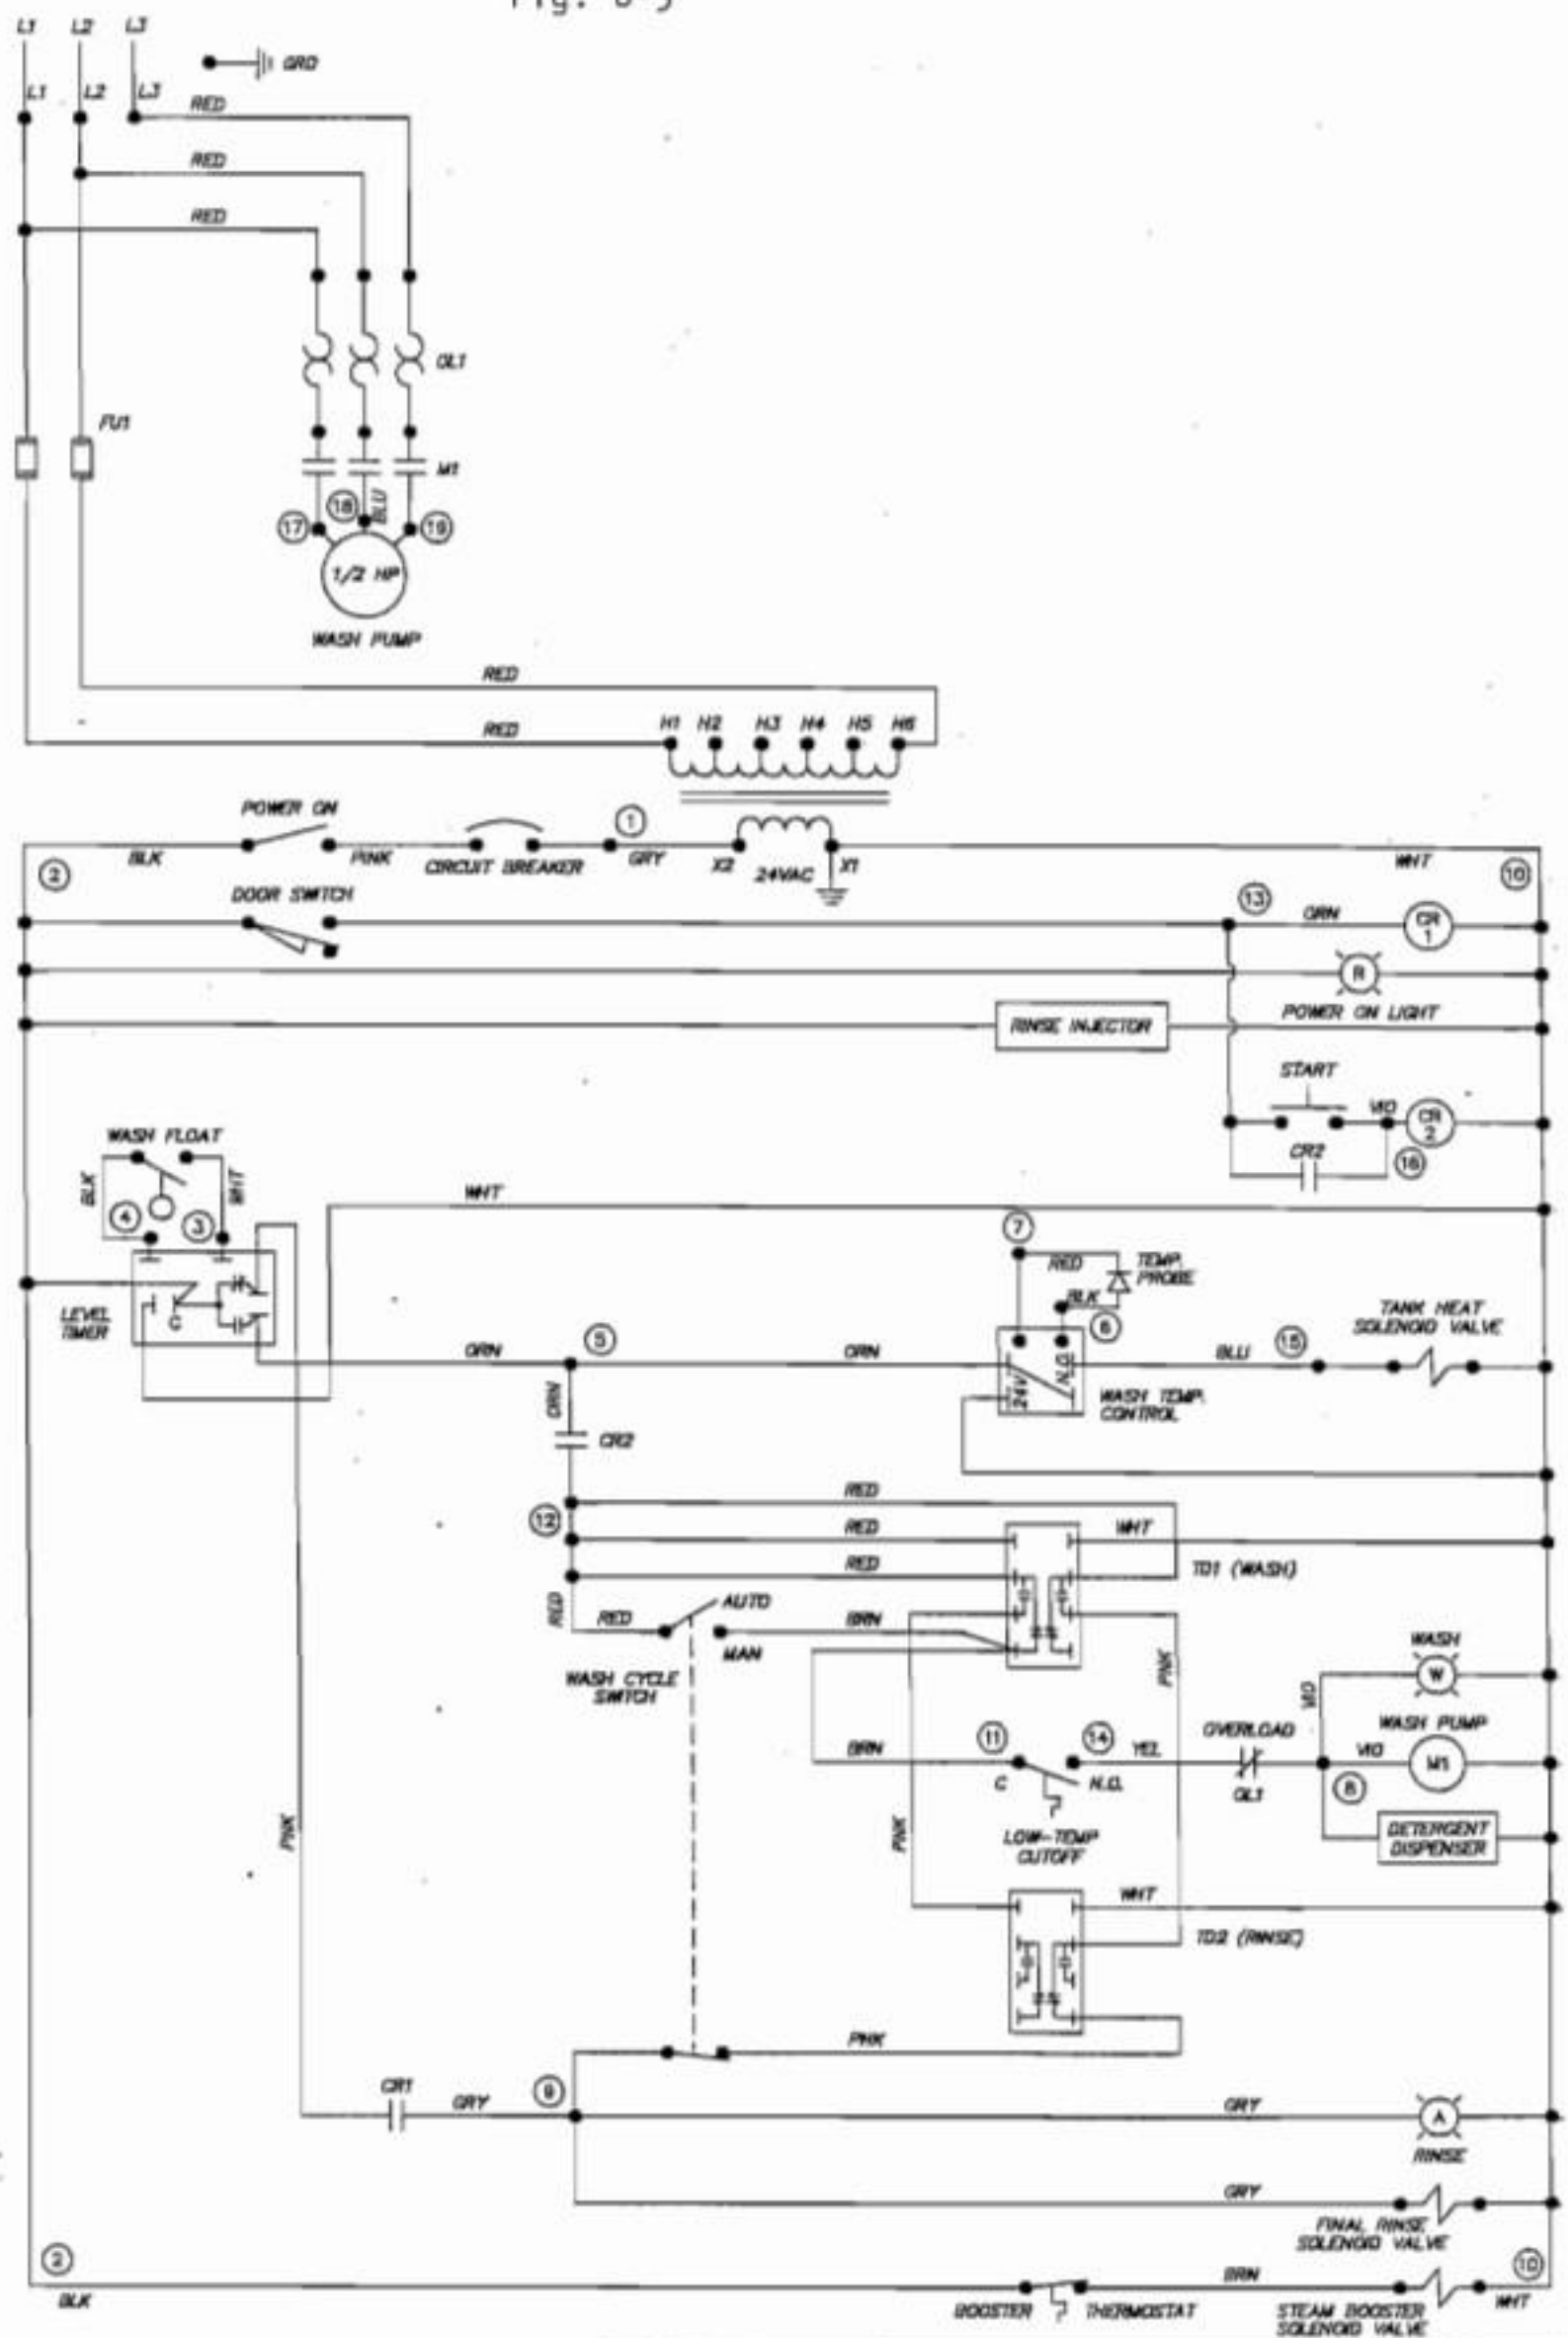 L1 L2 L3
GRD
L1 L2 L3
RED
RED
RED
OL1
FU1
M1
17 18 BLU 19
1/2 HP
WASH PUMP
RED
RED
H1 H2 H3 H4 H5 H6
POWER ON
1
BLK PINK CIRCUIT BREAKER GRY X2 24VAC X1 WHT
2
10
DOOR SWITCH
13
GRN
CR
1
R
POWER ON LIGHT
RINSE INJECTOR
START
VIO
CR
2
CR2
16
WASH FLOAT
BLK
WHT
4
3
WHT
7
RED
TEMP.
PROBE
BLK
6
LEVEL
TIMER
C
TANK HEAT
SOLENOID VALVE
ORN
5
ORN
24V
N.O.
BLU
15
WASH TEMP.
CONTROL
ORN
CR2
RED
12
RED
WHT
RED
TD1 (WASH)
RED
RED
AUTO
MAN
BRN
WASH CYCLE
SWITCH
PNK
WASH
W
VIO
BRN
11
C
14
N.O.
YEL
OVERLOAD
OL1
WASH PUMP
VIO
M1
8
LOW-TEMP
CUTOFF
DETERGENT
DISPENSER
PNK
PNK
WHT
TD2 (RINSE)
PNK
CR1
GRY
9
GRY
A
RINSE
GRY
FINAL RINSE
SOLENOID VALVE
2
10
BLK
BOOSTER THERMOSTAT
BRN
STEAM BOOSTER
SOLENOID VALVE
WHT